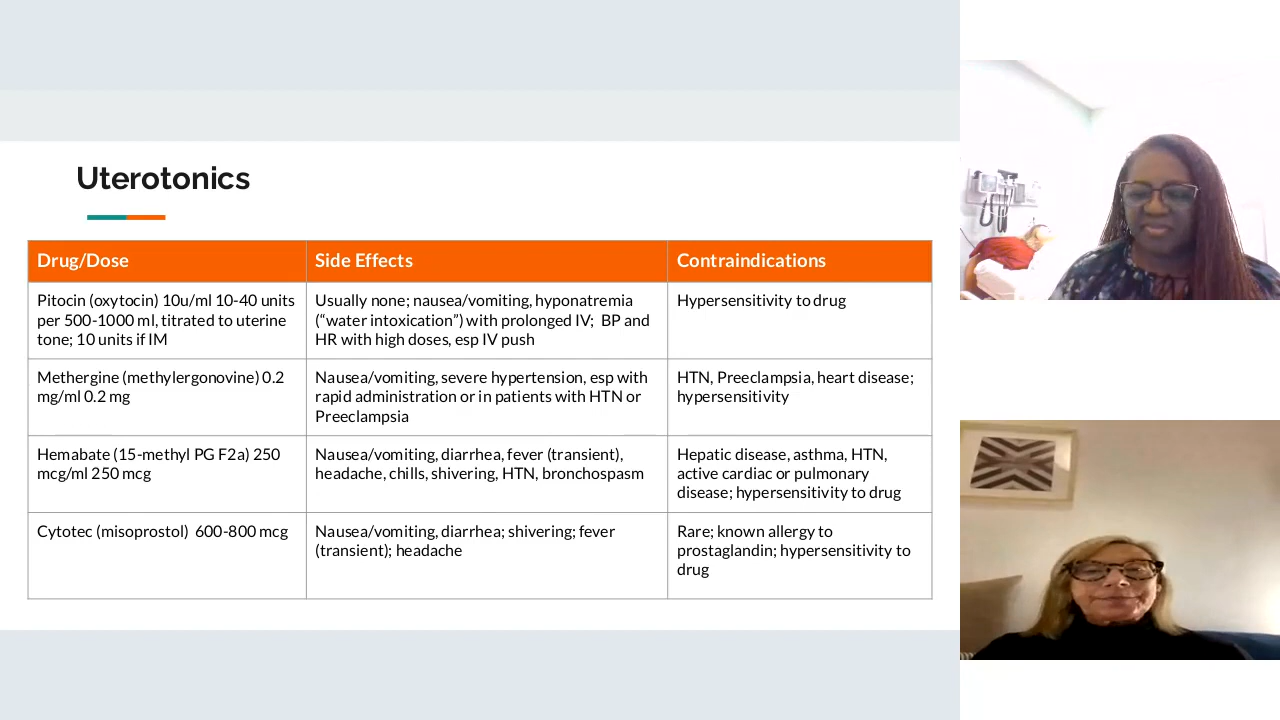 Uterotonics
Drug/Dose
Side Effects
Contraindications
Pitocin (oxytocin) 10u/ml 10-40 units
per 500-1000 ml, titrated to uterine
tone; 10 units if IM
Usually none; nausea/vomiting, hyponatremia
(“water intoxication”) with prolonged IV;  BP and
HR with high doses, esp IV push
Hypersensitivity to drug
Methergine (methylergonovine) 0.2
mg/ml 0.2 mg
Nausea/vomiting, severe hypertension, esp with
rapid administration or in patients with HTN or
Preeclampsia
HTN, Preeclampsia, heart disease;
hypersensitivity
Hemabate (15-methyl PG F2a) 250
mcg/ml 250 mcg
Nausea/vomiting, diarrhea, fever (transient),
headache, chills, shivering, HTN, bronchospasm
Hepatic disease, asthma, HTN,
active cardiac or pulmonary
disease; hypersensitivity to drug
Cytotec (misoprostol)  600-800 mcg
Nausea/vomiting, diarrhea; shivering; fever
(transient); headache
Rare; known allergy to
prostaglandin; hypersensitivity to
drug